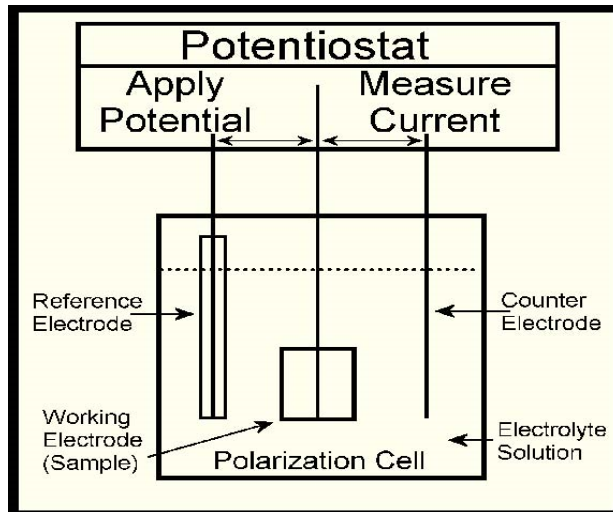 Potentiostat
Apply
Potential
Measure
Current
Reference
Electrode
Counter
Electrode
Working
Electrode
(Sample)
Electrolyte
Solution
Polarization Cell